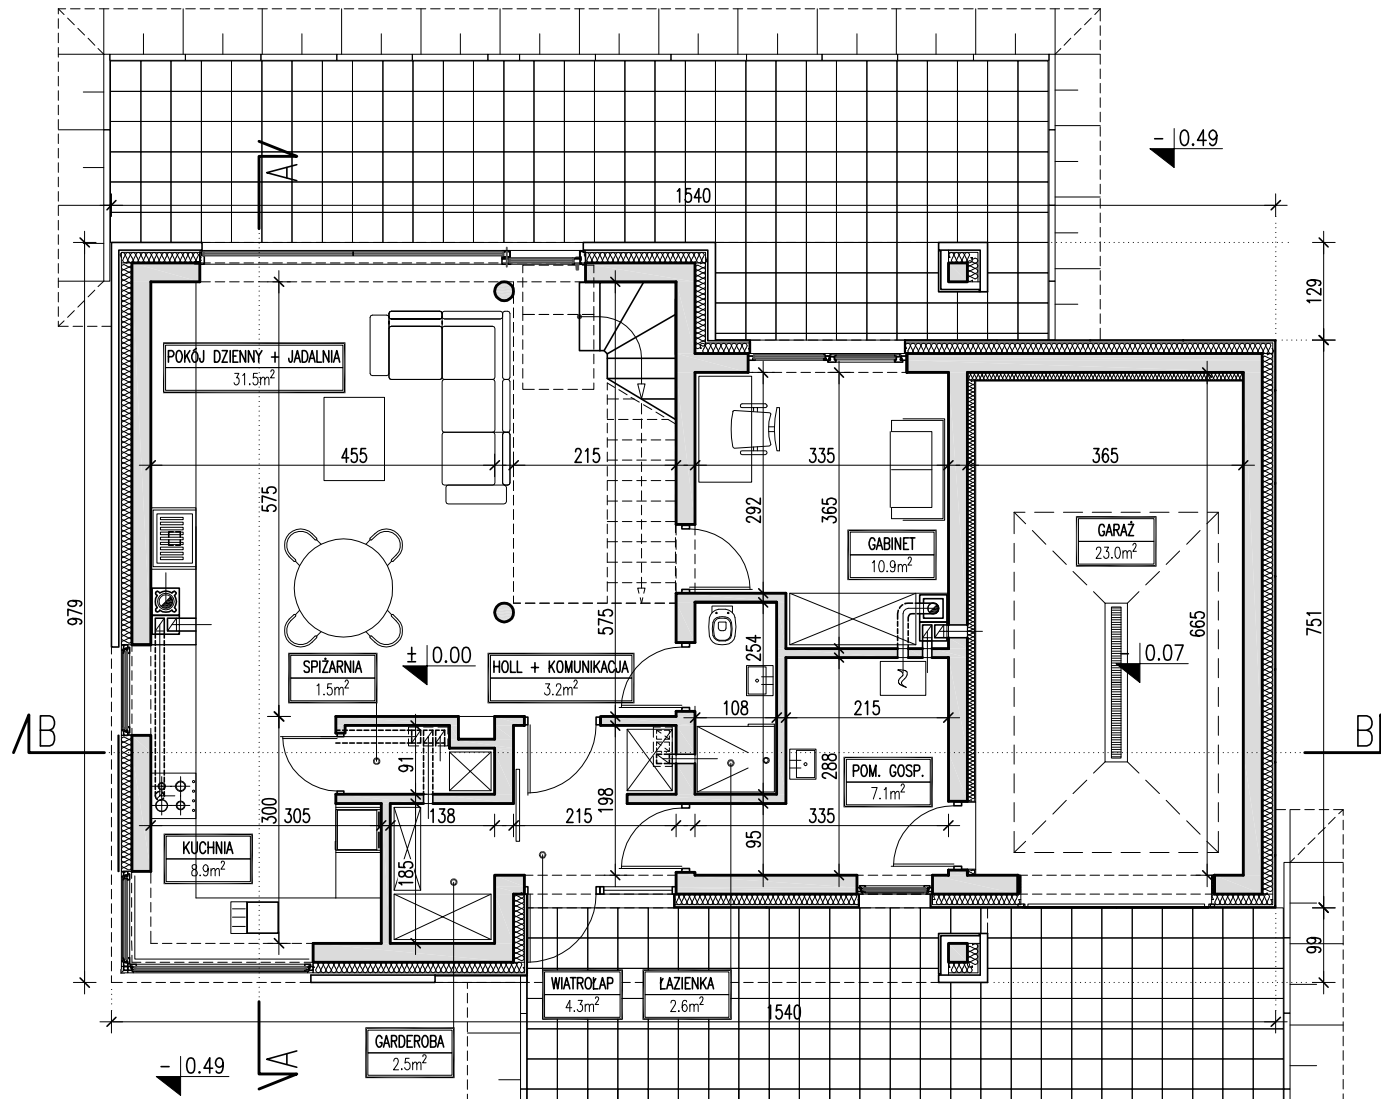 - 0.49
A
1540
129
POKÓJ DZIENNY + JADALNIA
31.5m²
455
215
335
365
575
292
365
GABINET
10.9m²
GARAŻ
23.0m²
979
575
254
665
751
SPIŻARNIA
1.5m²
± 0.00
HOLL + KOMUNIKACJA
3.2m²
- 0.07
108
215
B
B
91
288
POM. GOSP.
7.1m²
300
305
138
198
215
95
335
KUCHNIA
8.9m²
185
99
WIATROŁAP
4.3m²
ŁAZIENKA
2.6m²
1540
GARDEROBA
2.5m²
- 0.49
A